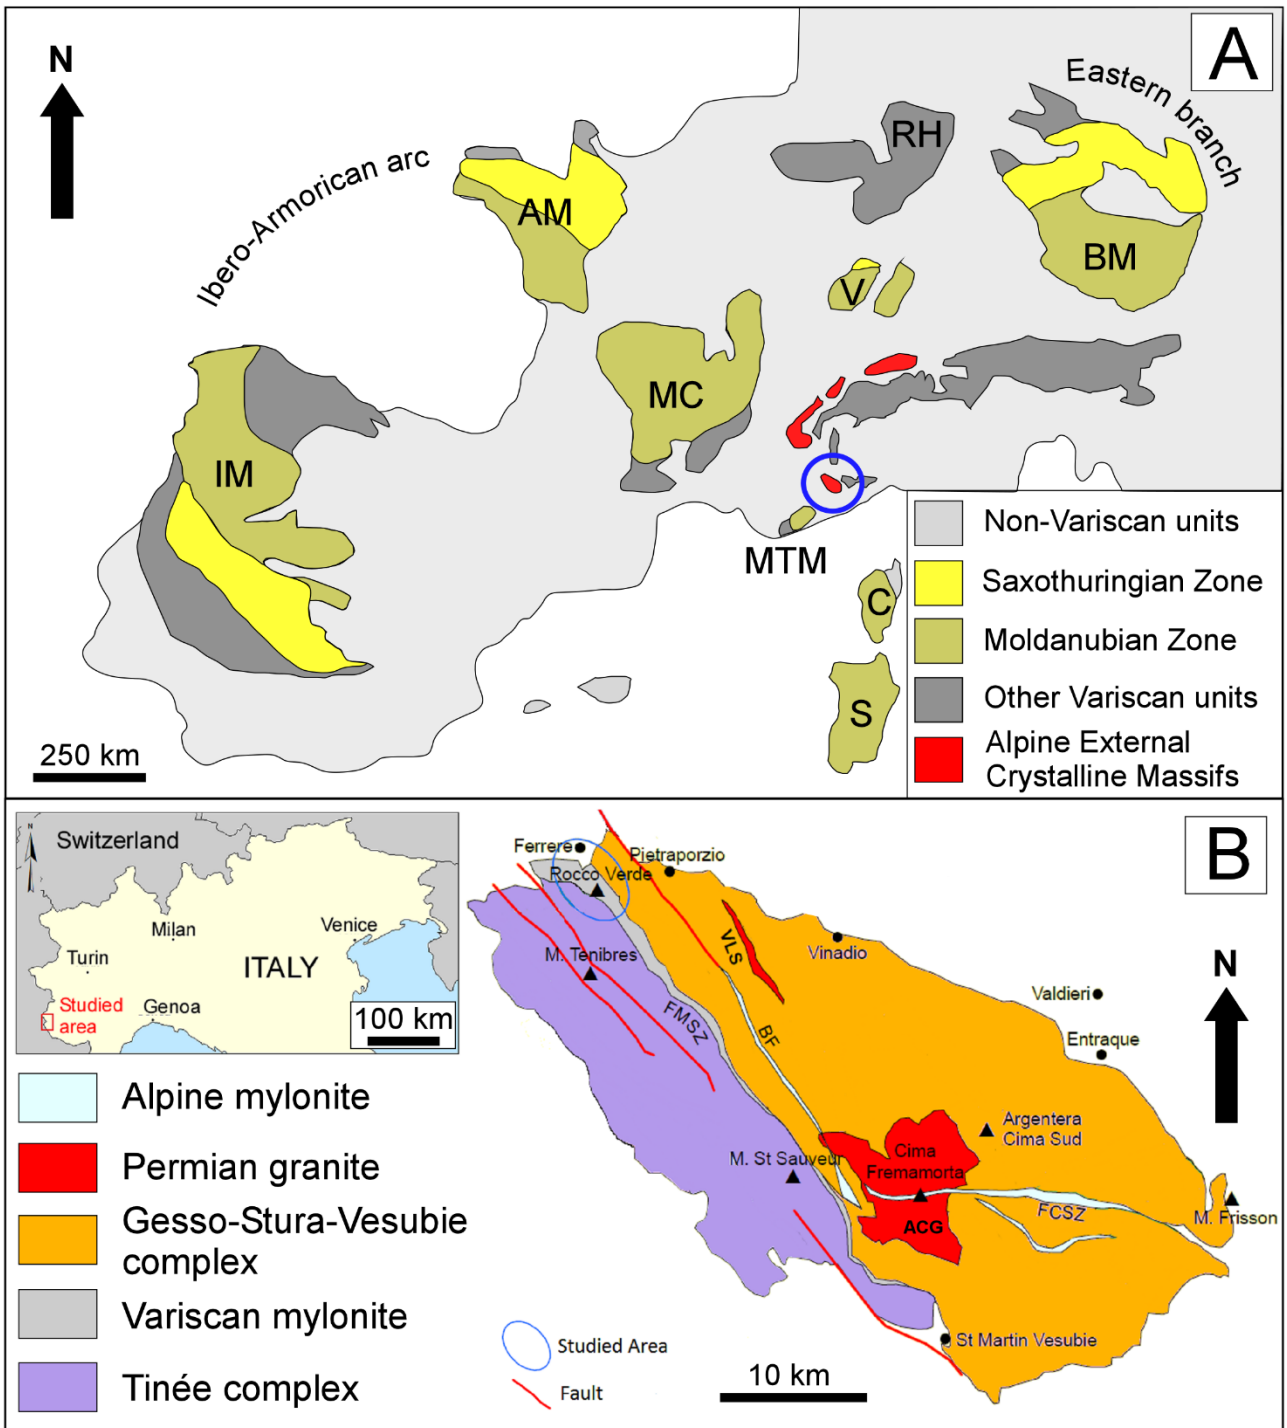 A
N
Ibero-Armorican arc
Eastern branch
RH
AM
BM
V
MC
IM
MTM
C
S
Non-Variscan units
Saxothuringian Zone
Moldanubian Zone
Other Variscan units
Alpine External
Crystalline Massifs
250 km
B
N
Switzerland
Milan
Venice
Turin
ITALY
Studied
area
Genoa
100 km
Alpine mylonite
Permian granite
Gesso-Stura-Vesubie
complex
Variscan mylonite
Tinée complex
Ferrere
Pietraporzio
Rocco Verde
VLS
Vinadio
M. Tenibres
N
Valdieri
FMSZ
BF
Entraque
Argentera
Cima Sud
Cima
Fremamorta
M. St Sauveur
M. Frisson
FCSZ
ACG
St Martin Vesubie
Studied Area
Fault
10 km